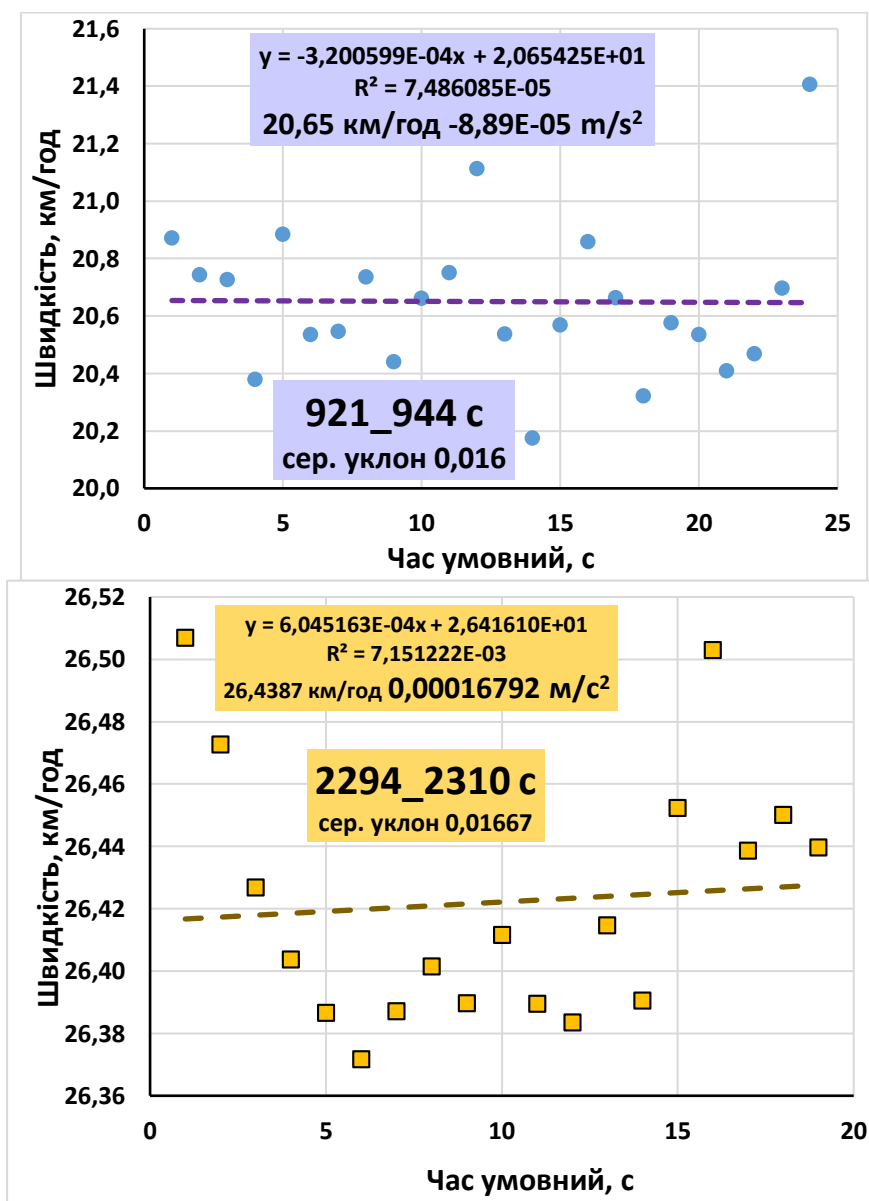 21,6
21,4
21,2
21,0
20,8
20,6
20,4
20,2
20,0
Швидкість, км/год
y = -3,200599E-04x + 2,065425E+01
R² = 7,486085E-05
20,65 км/год -8,89E-05 m/s²
921_944 с
сер. уклон 0,016
0 5 10 15 20 25
Час умовний, с
26,52
26,50
26,48
26,46
26,44
26,42
26,40
26,38
26,36
Швидкість, км/год
y = 6,045163E-04x + 2,641610E+01
R² = 7,151222E-03
26,4387 км/год 0,00016792 м/с²
2294_2310 с
сер. уклон 0,01667
0 5 10 15 20
Час умовний, с